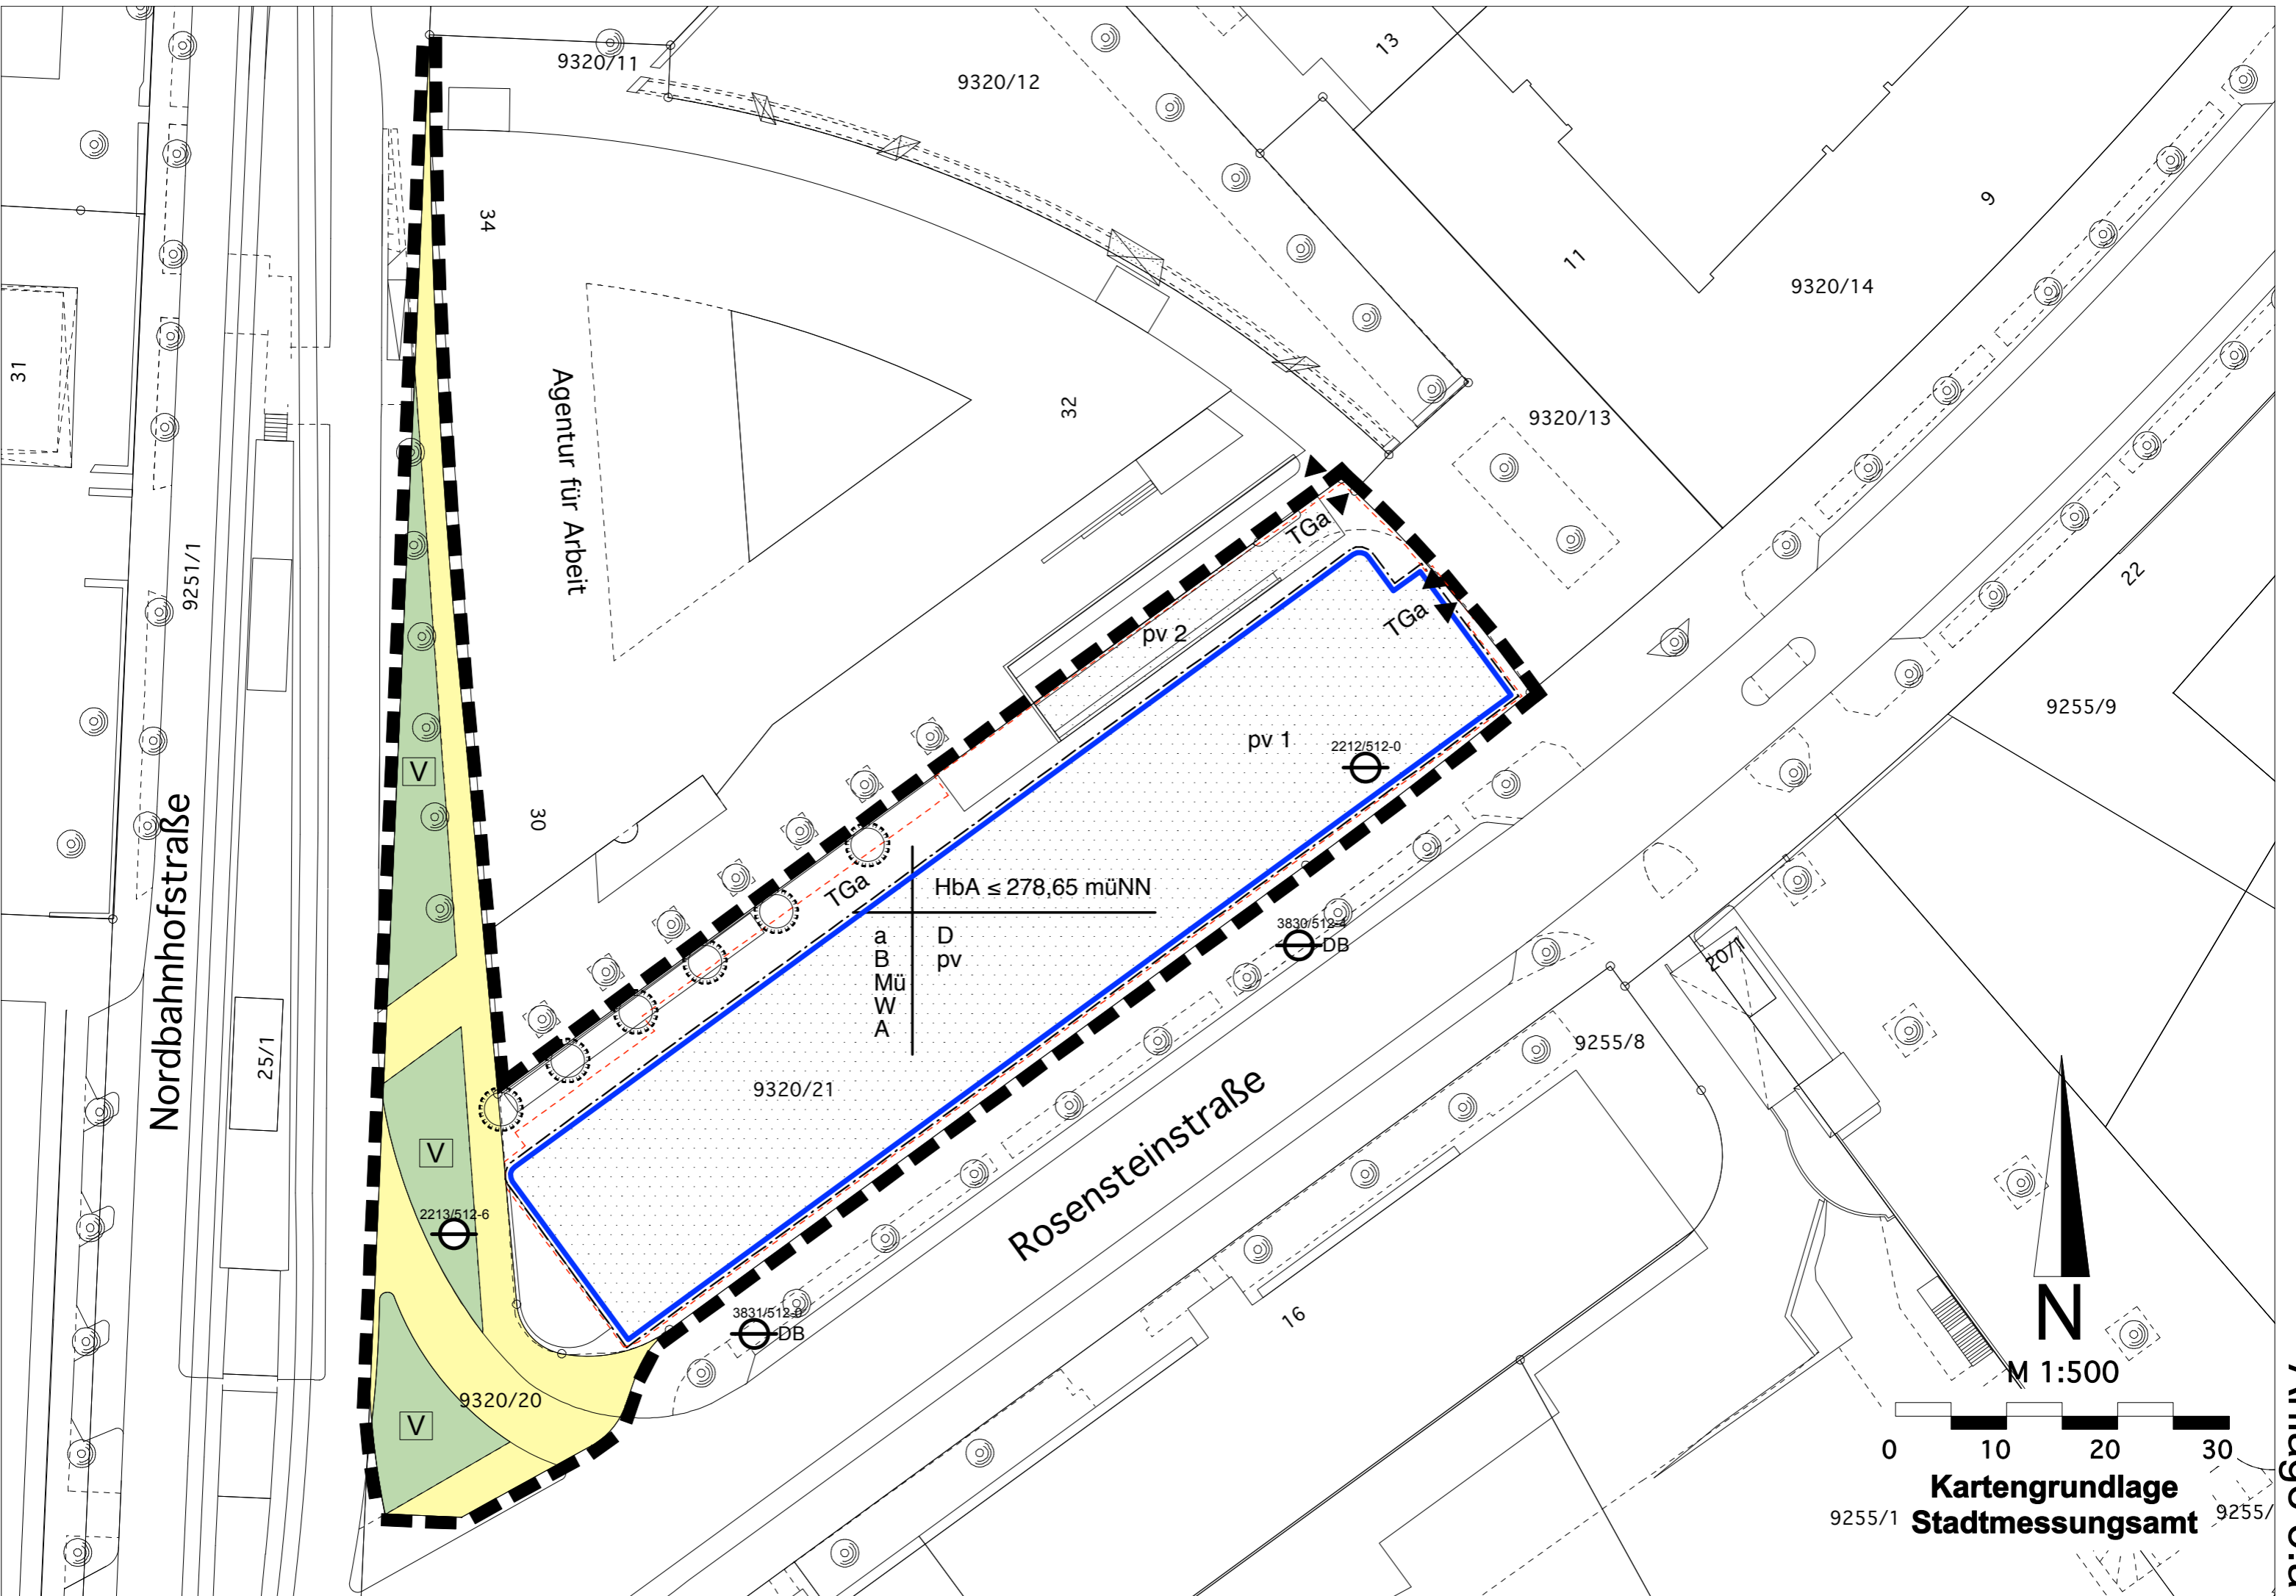 9320/11
9320/12
13
9
11
9320/14
34
31
Agentur für Arbeit
32
9320/13
9251/1
22
TGa
TGa
pv 2
pv 1
2212/512-0
9255/9
V
30
Nordbahnhofstraße
TGa
HbA ≤ 278,65 müNN
a
B
Mü
W
A
D
pv
3830/512-4
DB
20/1
25/1
9320/21
9255/8
Rosensteinstraße
V
2213/512-6
3831/512-0
DB
16
N
M 1:500
9320/20
V
0 10 20 30
Kartengrundlage
Stadtmessungsamt
9255/1
9255/